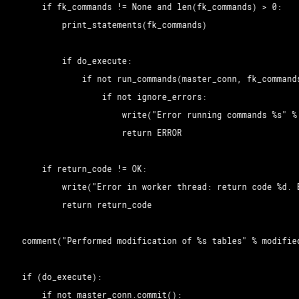 if fk_commands != None and len(fk_commands) > 0:
print_statements(fk_commands)
if do_execute:
if not run_commands(master_conn, fk_commands
if not ignore_errors:
write("Error running commands %s" %
return ERROR
if return_code != OK:
write("Error in worker thread: return code %d. E
return return_code
comment("Performed modification of %s tables" % modified
if (do_execute):
if not master_conn.commit():